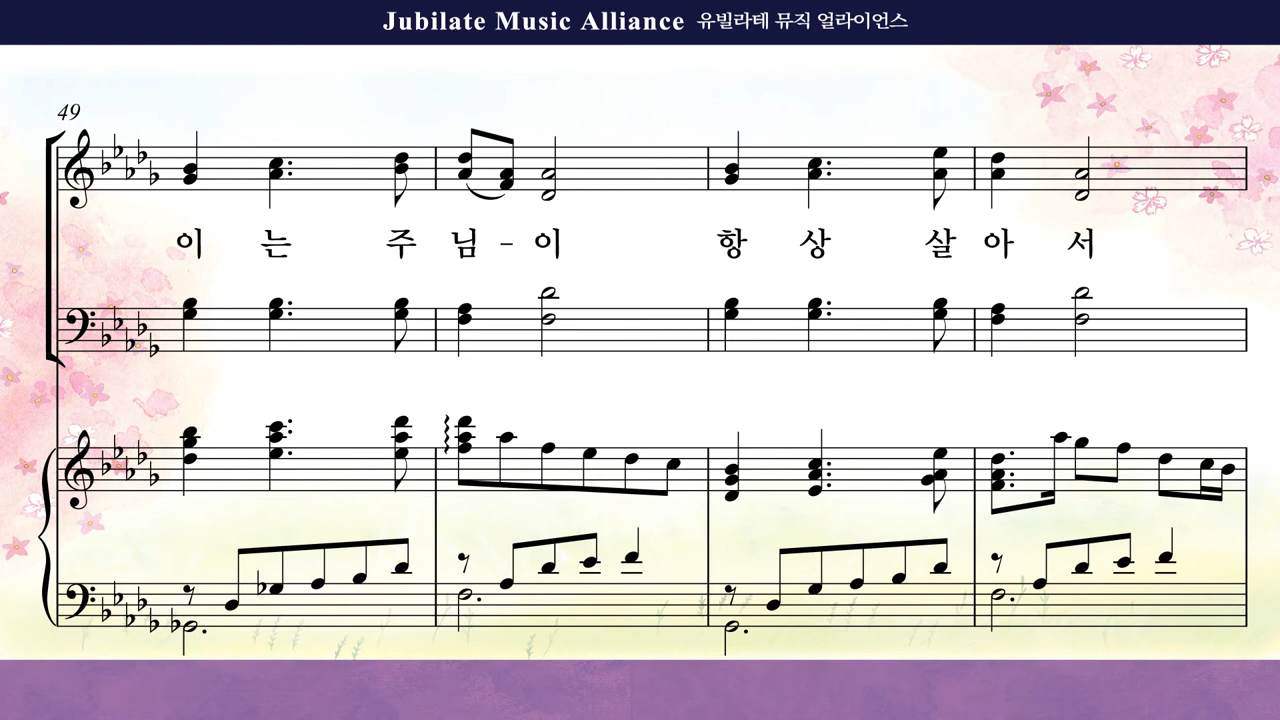 Jubilate Music Alliance 유빌라테 뮤직 얼라이언스
49
이 는 주 님 - 이 항 상 살 아 서